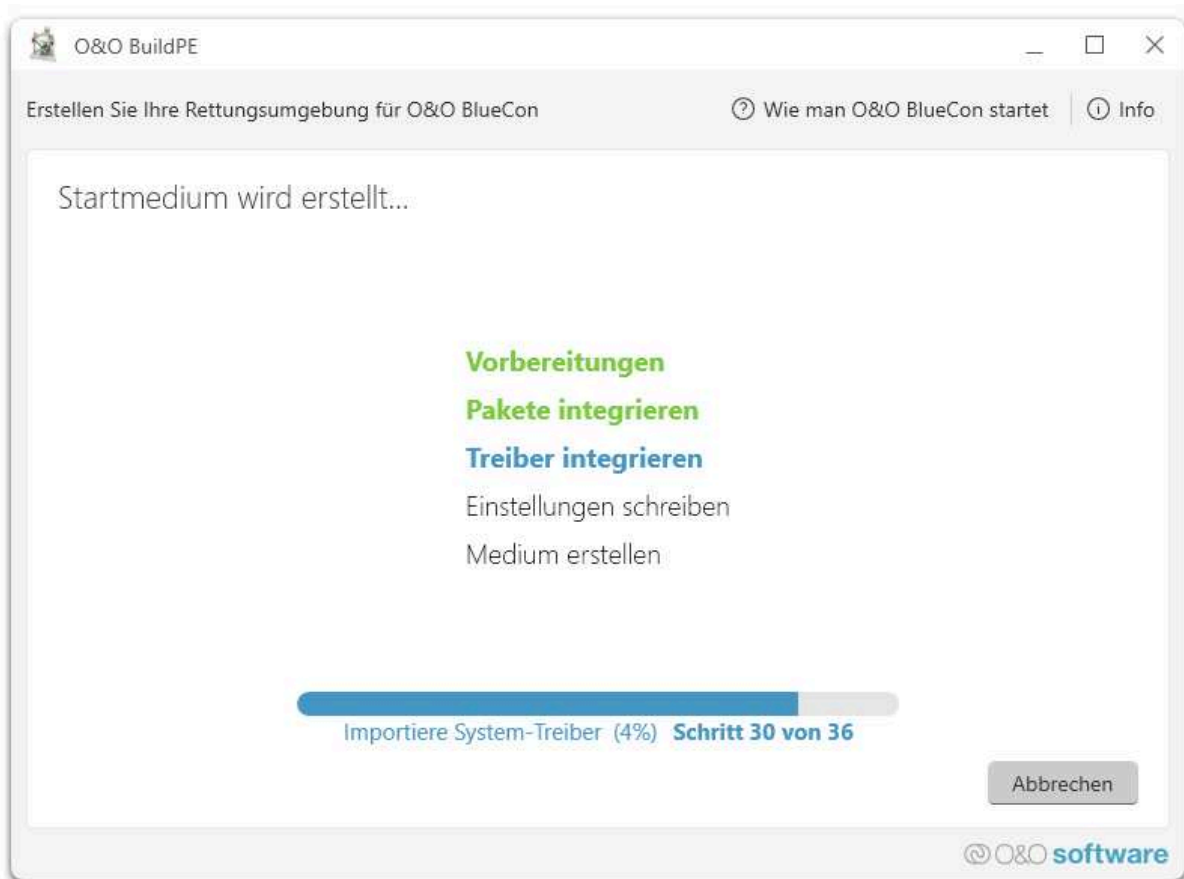 O&O BuildPE
Erstellen Sie Ihre Rettungsumgebung für O&O BlueCon
Wie man O&O BlueCon startet
Info
Startmedium wird erstellt...
Vorbereitungen
Pakete integrieren
Treiber integrieren
Einstellungen schreiben
Medium erstellen
Importiere System-Treiber (4%) Schritt 30 von 36
Abbrechen
O&O software